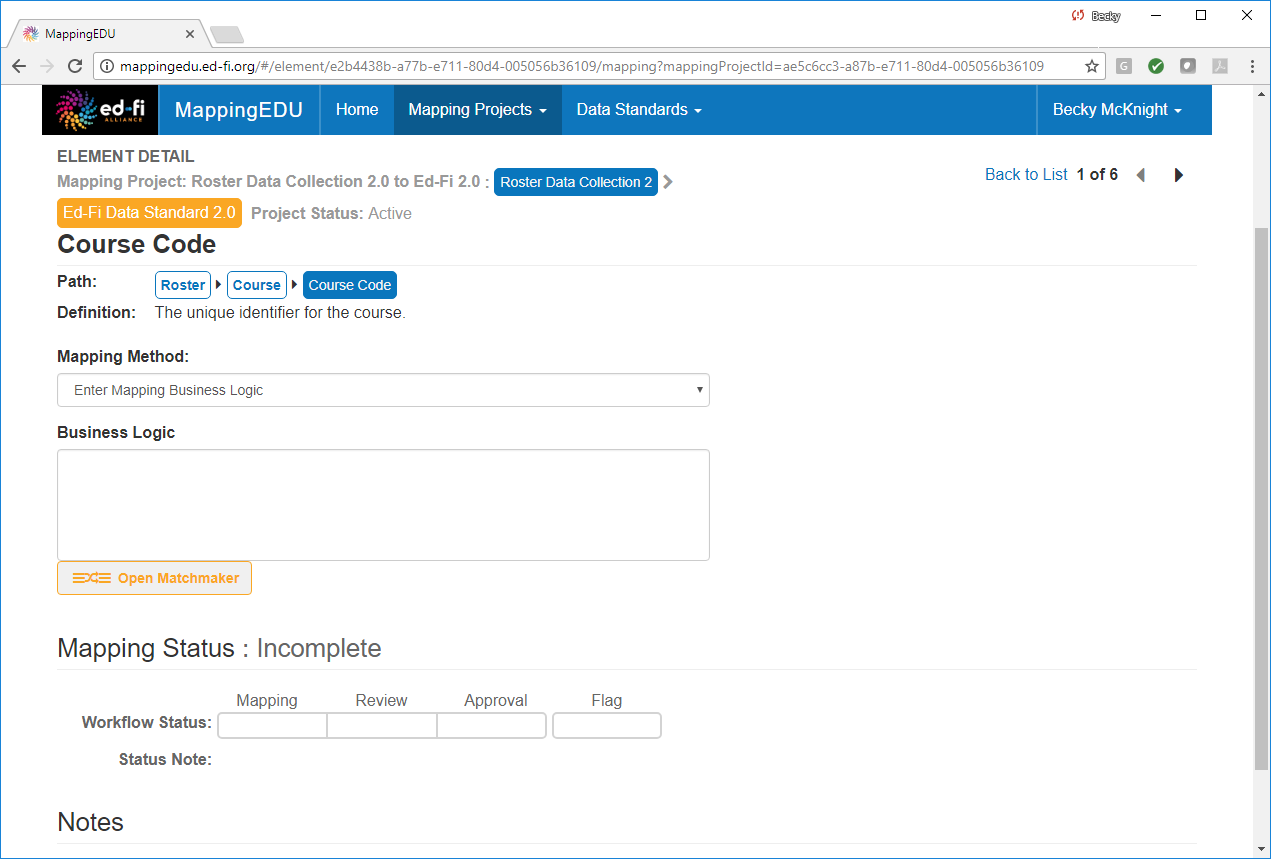 Becky
MappingEDU
mappingedu.ed-fi.org/#/element/e2b4438b-a77b-e711-80d4-005056b36109/mapping?mappingProjectId=ae5c6cc3-a87b-e711-80d4-005056b36109
G
ed-fi
ALLIANCE
MappingEDU Home Mapping Projects Data Standards Becky McKnight
ELEMENT DETAIL
Mapping Project: Roster Data Collection 2.0 to Ed-Fi 2.0 : Roster Data Collection 2
Back to List 1 of 6
Ed-Fi Data Standard 2.0 Project Status: Active
Course Code
Path: Roster Course Course Code
Definition: The unique identifier for the course.
Mapping Method:
Enter Mapping Business Logic
Business Logic
Open Matchmaker
Mapping Status : Incomplete
Mapping Review Approval Flag
Workflow Status:
Status Note:
Notes